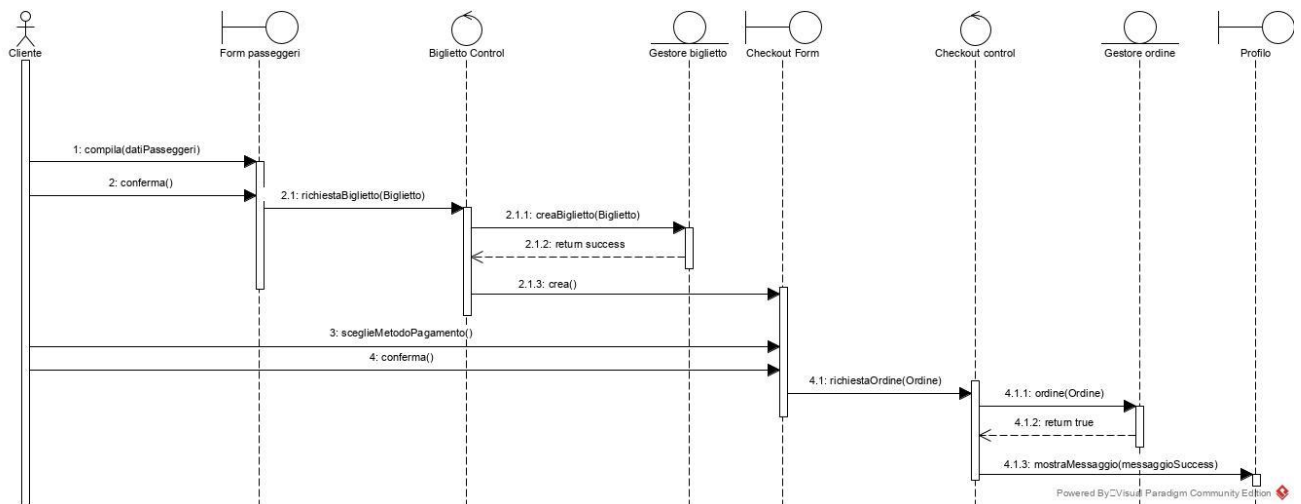 Cliente
Form passeggeri
Biglietto Control
Gestore biglietto
Checkout Form
Checkout control
Gestore ordine
Profilo
1: compila(datiPasseggeri)
2: conferma()
2.1: richiestaBiglietto(Biglietto)
2.1.1: creaBiglietto(Biglietto)
2.1.2: return success
2.1.3: crea()
3: sceglieMetodoPagamento()
4: conferma()
4.1: richiestaOrdine(Ordine)
4.1.1: ordine(Ordine)
4.1.2: return true
4.1.3: mostraMessaggio(messaggioSuccess)
Powered By Visual Paradigm Community Edition